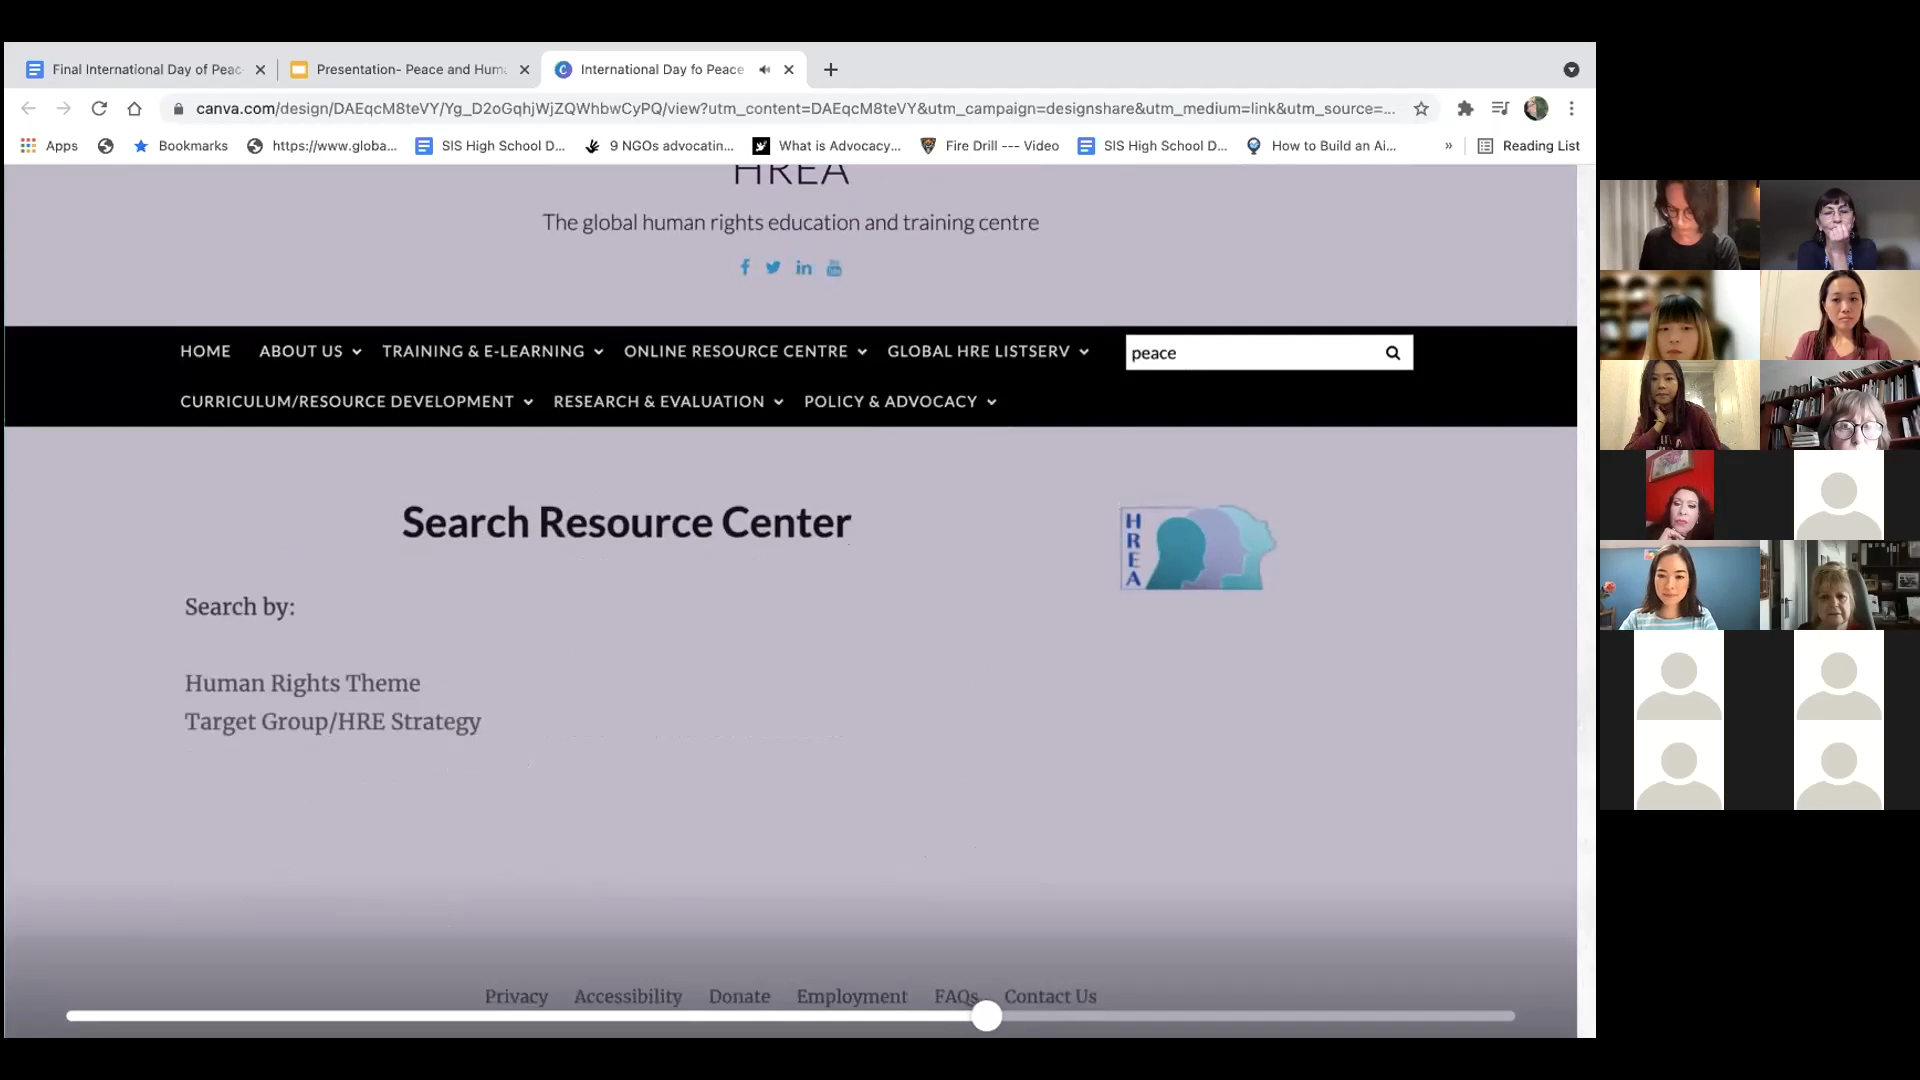 Final International Day of Peac
Presentation- Peace and Huma
International Day fo Peace
canva.com/design/DAEqcM8teVY/Yg_D2oGqhjWjZQWhbwCyPQ/view?utm_content=DAEqcM8teVY&utm_campaign=designshare&utm_medium=link&utm_source=...
Apps
Bookmarks
https://www.globa...
SIS High School D...
9 NGOs advocatin...
What is Advocacy...
Fire Drill --- Video
SIS High School D...
How to Build an Ai...
»
Reading List
HREA
The global human rights education and training centre
HOME
ABOUT US
TRAINING & E-LEARNING
ONLINE RESOURCE CENTRE
GLOBAL HRE LISTSERV
peace
CURRICULUM/RESOURCE DEVELOPMENT
RESEARCH & EVALUATION
POLICY & ADVOCACY
Search Resource Center
HREA
Search by:
Human Rights Theme
Target Group/HRE Strategy
Privacy
Accessibility
Donate
Employment
FAQs
Contact Us